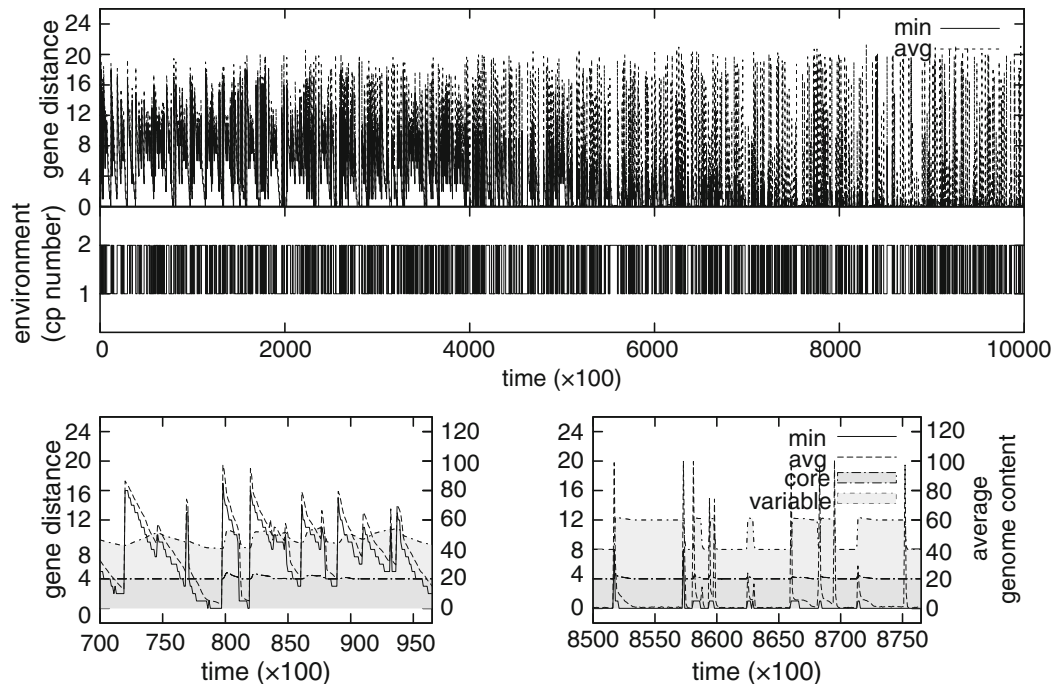 24
20
16
12
8
4
0
gene distance
min
avg
2
1
environment
(cp number)
0 2000 4000 6000 8000 10000
time (×100)
24
20
16
12
8
4
0
gene distance
120
100
80
60
40
20
0
700 750 800 850 900 950
time (×100)
24
20
16
12
8
4
0
min
avg
core
variable
120
100
80
60
40
20
0
average
genome content
8500 8550 8600 8650 8700 8750
time (×100)